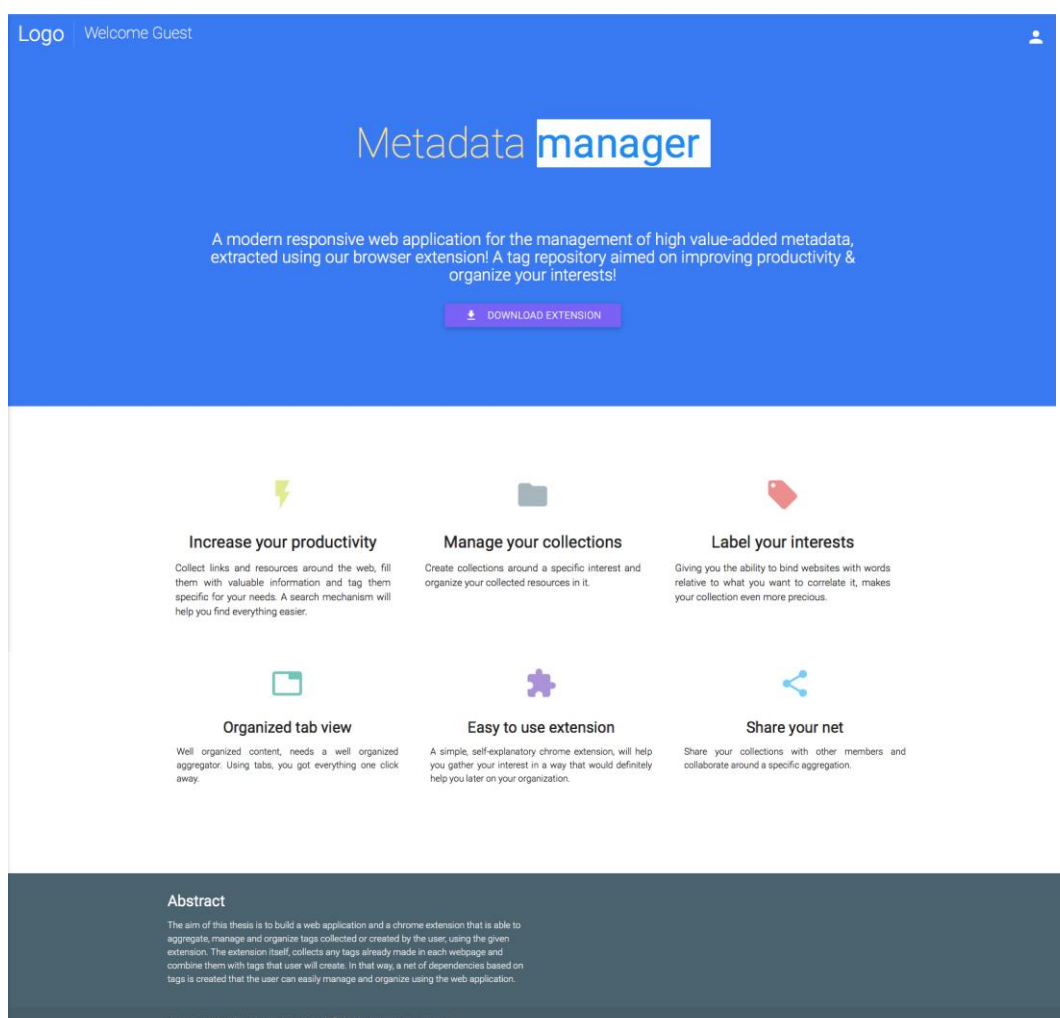 Logo Welcome Guest
Metadata manager
A modern responsive web application for the management of high value-added metadata,
extracted using our browser extension! A tag repository aimed on improving productivity &
organize your interests!
DOWNLOAD EXTENSION
Increase your productivity
Collect links and resources around the web, fill
them with valuable information and tag them
specific for your needs. A search mechanism will
help you find everything easier.
Manage your collections
Create collections around a specific interest and
organize your collected resources in it.
Label your interests
Giving you the ability to bind websites with words
relative to what you want to correlate it, makes
your collection even more precious.
Organized tab view
Well organized content, needs a well organized
aggregator. Using tabs, you got everything one click
away.
Easy to use extension
A simple, self-explanatory chrome extension, will help
you gather your interest in a way that would definitely
help you later on your organization.
Share your net
Share your collections with other members and
collaborate around a specific aggregation.
Abstract
The aim of this thesis is to build a web application and a chrome extension that is able to
aggregate, manage and organize tags collected or created by the user, using the given
extension. The extension itself, collects any tags already made in each webpage and
combine them with tags that user will create. In that way, a net of dependencies based on
tags is created that the user can easily manage and organize using the web application.